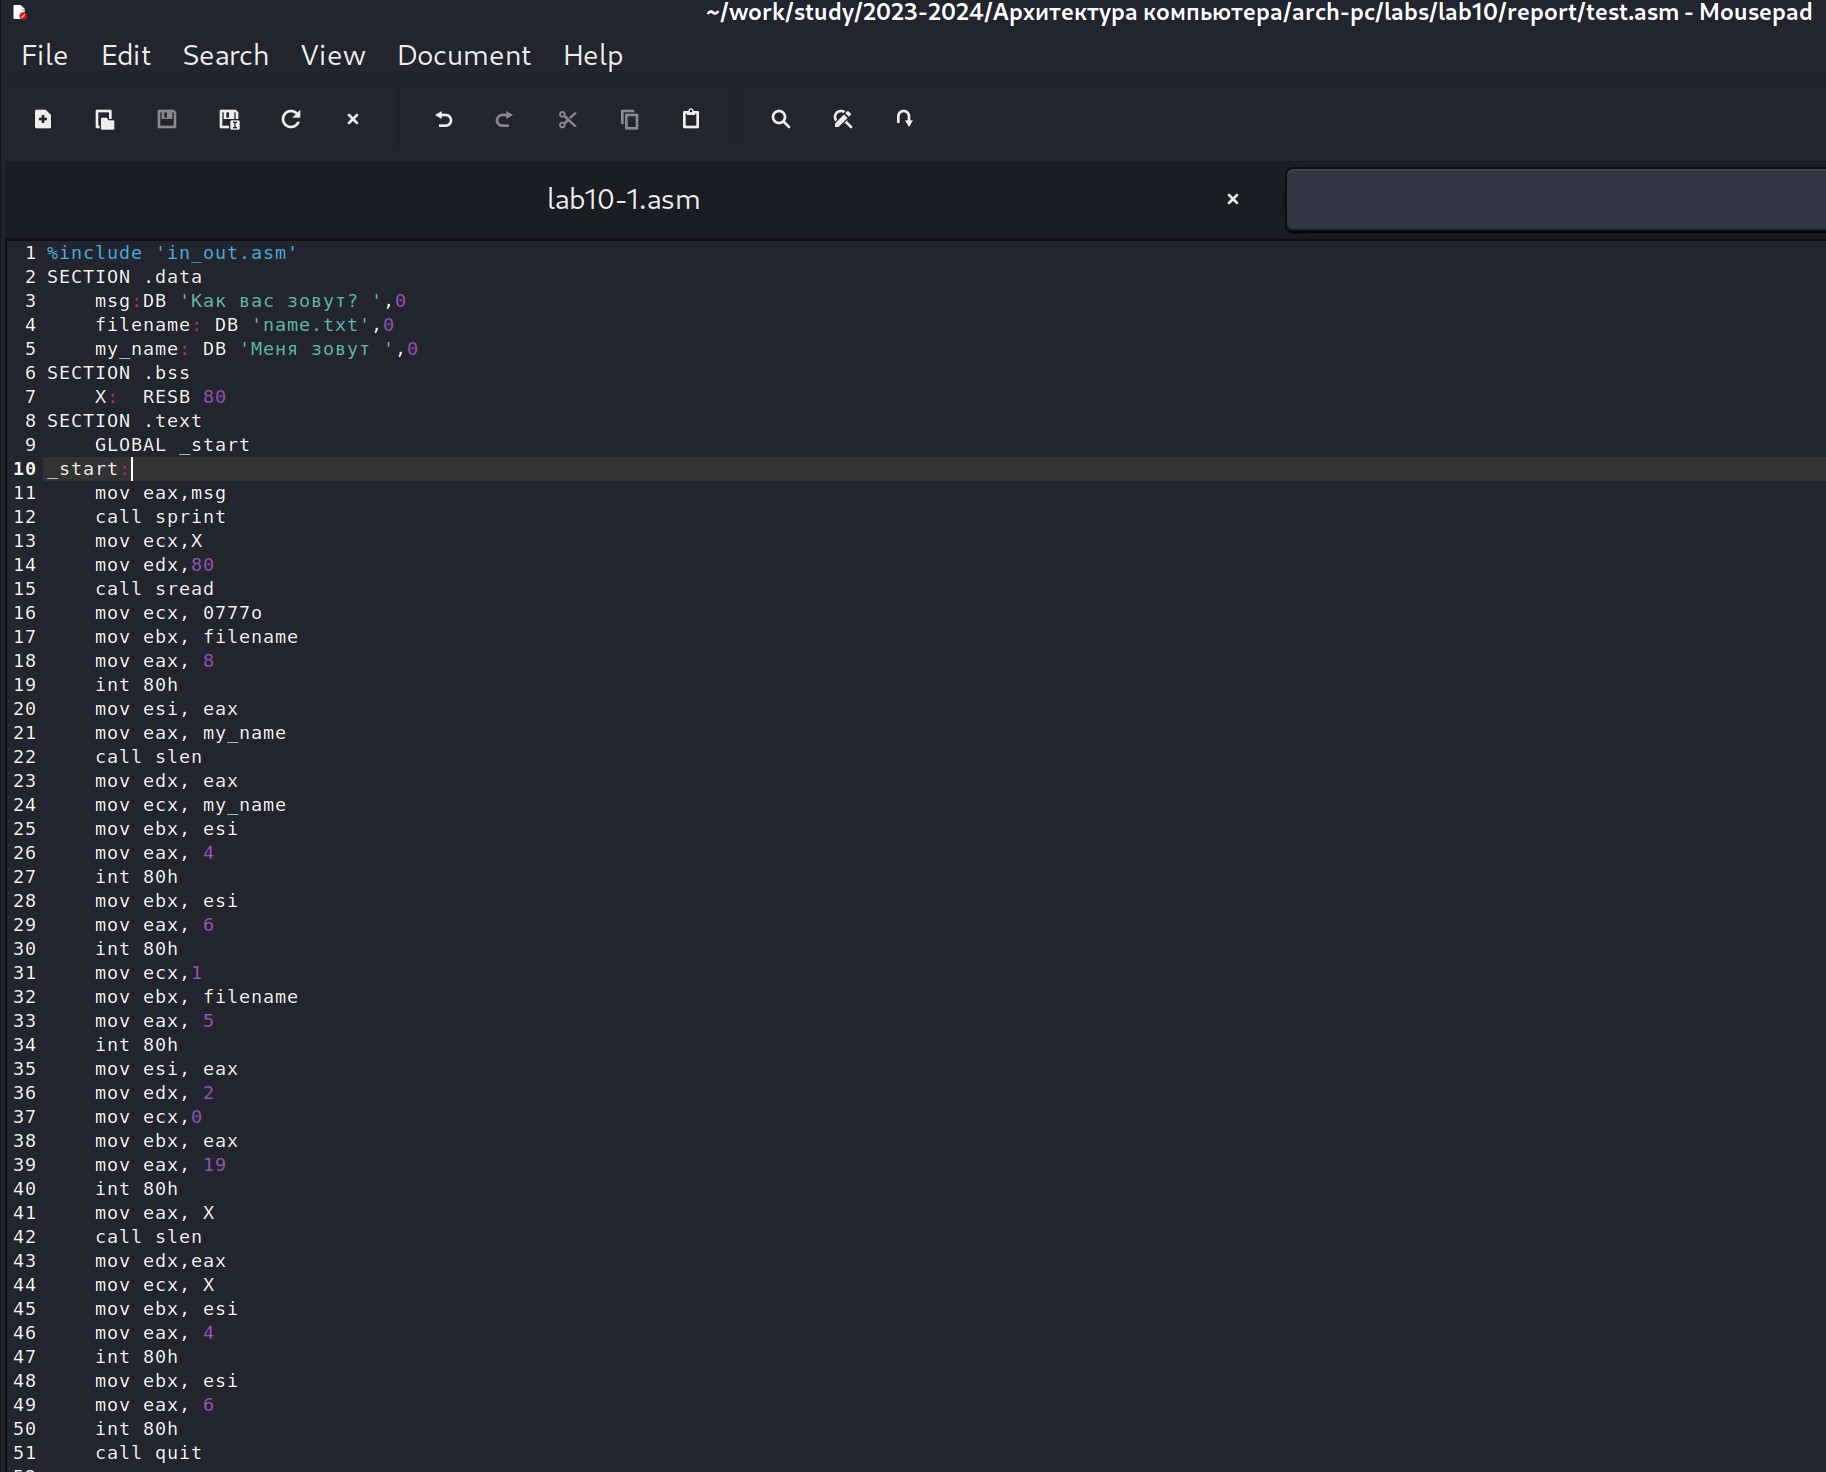 ~/work/study/2023-2024/Архитектура компьютера/arch-pc/labs/lab10/report/test.asm - Mousepad
File Edit Search View Document Help
lab10-1.asm
1 %include 'in_out.asm'
2 SECTION .data
3 msg:DB 'Как вас зовут? ',0
4 filename: DB 'name.txt',0
5 my_name: DB 'Меня зовут ',0
6 SECTION .bss
7 X: RESB 80
8 SECTION .text
9 GLOBAL _start
10 _start:
11 mov eax,msg
12 call sprint
13 mov ecx,X
14 mov edx,80
15 call sread
16 mov ecx, 0777o
17 mov ebx, filename
18 mov eax, 8
19 int 80h
20 mov esi, eax
21 mov eax, my_name
22 call slen
23 mov edx, eax
24 mov ecx, my_name
25 mov ebx, esi
26 mov eax, 4
27 int 80h
28 mov ebx, esi
29 mov eax, 6
30 int 80h
31 mov ecx,1
32 mov ebx, filename
33 mov eax, 5
34 int 80h
35 mov esi, eax
36 mov edx, 2
37 mov ecx,0
38 mov ebx, eax
39 mov eax, 19
40 int 80h
41 mov eax, X
42 call slen
43 mov edx,eax
44 mov ecx, X
45 mov ebx, esi
46 mov eax, 4
47 int 80h
48 mov ebx, esi
49 mov eax, 6
50 int 80h
51 call quit